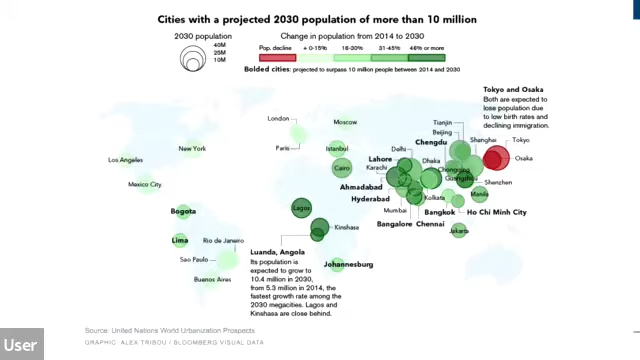 Cities with a projected 2030 population of more than 10 million
2030 population
40M
25M
10M
Change in population from 2014 to 2030
Pop. decline
+ 0-15%
16-30%
31-45%
46% or more
Bolded cities: projected to surpass 10 million people between 2014 and 2030
Tokyo and Osaka
Both are expected to
lose population due
to low birth rates and
declining immigration.
London
Paris
Moscow
Istanbul
Cairo
New York
Los Angeles
Mexico City
Bogota
Lima
Rio de Janeiro
Sao Paulo
Buenos Aires
Lagos
Kinshasa
Luanda, Angola
Its population is
expected to grow to
10.4 million in 2030,
from 5.3 million in 2014, the
fastest growth rate among the
2030 megacities. Lagos and
Kinshasa are close behind.
Johannesburg
Tianjin
Beijing
Chengdu
Shanghai
Tokyo
Osaka
Delhi
Lahore
Karachi
Dhaka
Chongqing
Guangzhou
Shenzhen
Ahmadabad
Hyderabad
Kolkata
Manila
Mumbai
Bangkok
Ho Chi Minh City
Bangalore
Chennai
Jakarta
Source: United Nations World Urbanization Prospects
GRAPHIC: ALEX TRIBOU / BLOOMBERG VISUAL DATA
User